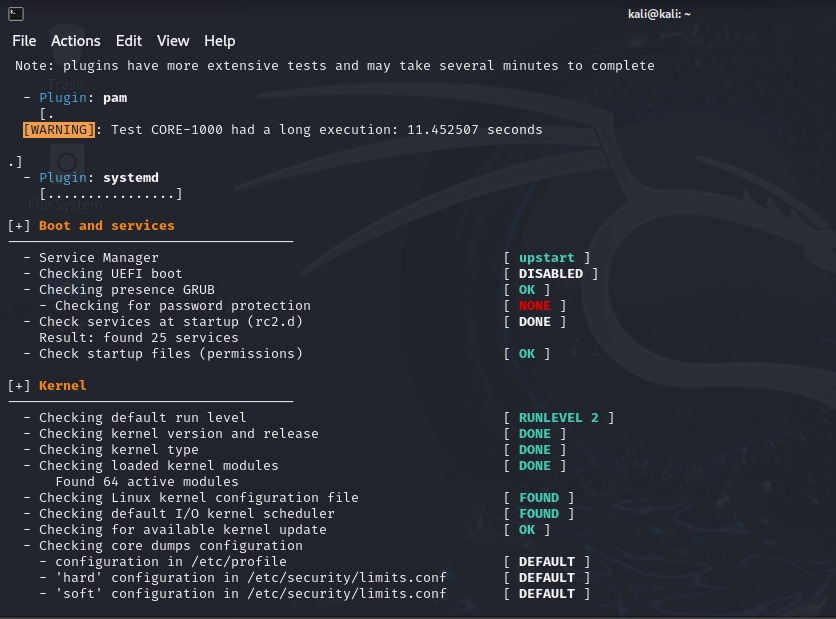 kali@kali: ~
File Actions Edit View Help
Note: plugins have more extensive tests and may take several minutes to complete
Trash
- Plugin: pam
[.
[WARNING]: Test CORE-1000 had a long execution: 11.452507 seconds
.]
- Plugin: systemd
[................]
File System
[+] Boot and services
------------------------------------
- Service Manager [ upstart ]
- Checking UEFI boot [ DISABLED ]
- Checking presence GRUB [ OK ]
- Checking for password protection [ NONE ]
- Check services at startup (rc2.d) [ DONE ]
Result: found 25 services
- Check startup files (permissions) [ OK ]
[+] Kernel
------------------------------------
- Checking default run level [ RUNLEVEL 2 ]
- Checking kernel version and release [ DONE ]
- Checking kernel type [ DONE ]
- Checking loaded kernel modules [ DONE ]
Found 64 active modules
- Checking Linux kernel configuration file [ FOUND ]
- Checking default I/O kernel scheduler [ FOUND ]
- Checking for available kernel update [ OK ]
- Checking core dumps configuration
- configuration in /etc/profile [ DEFAULT ]
- 'hard' configuration in /etc/security/limits.conf [ DEFAULT ]
- 'soft' configuration in /etc/security/limits.conf [ DEFAULT ]